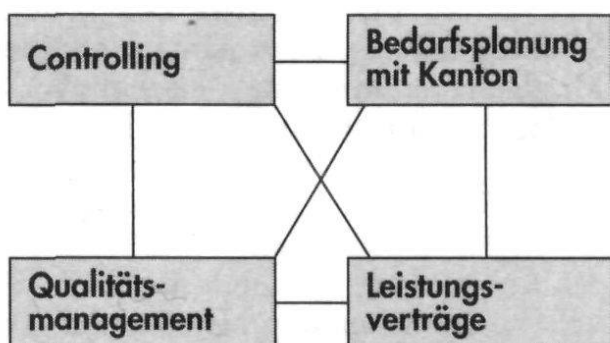 Controlling
Bedarfsplanung
mit Kanton
Qualitäts-
management
Leistungs-
verträge